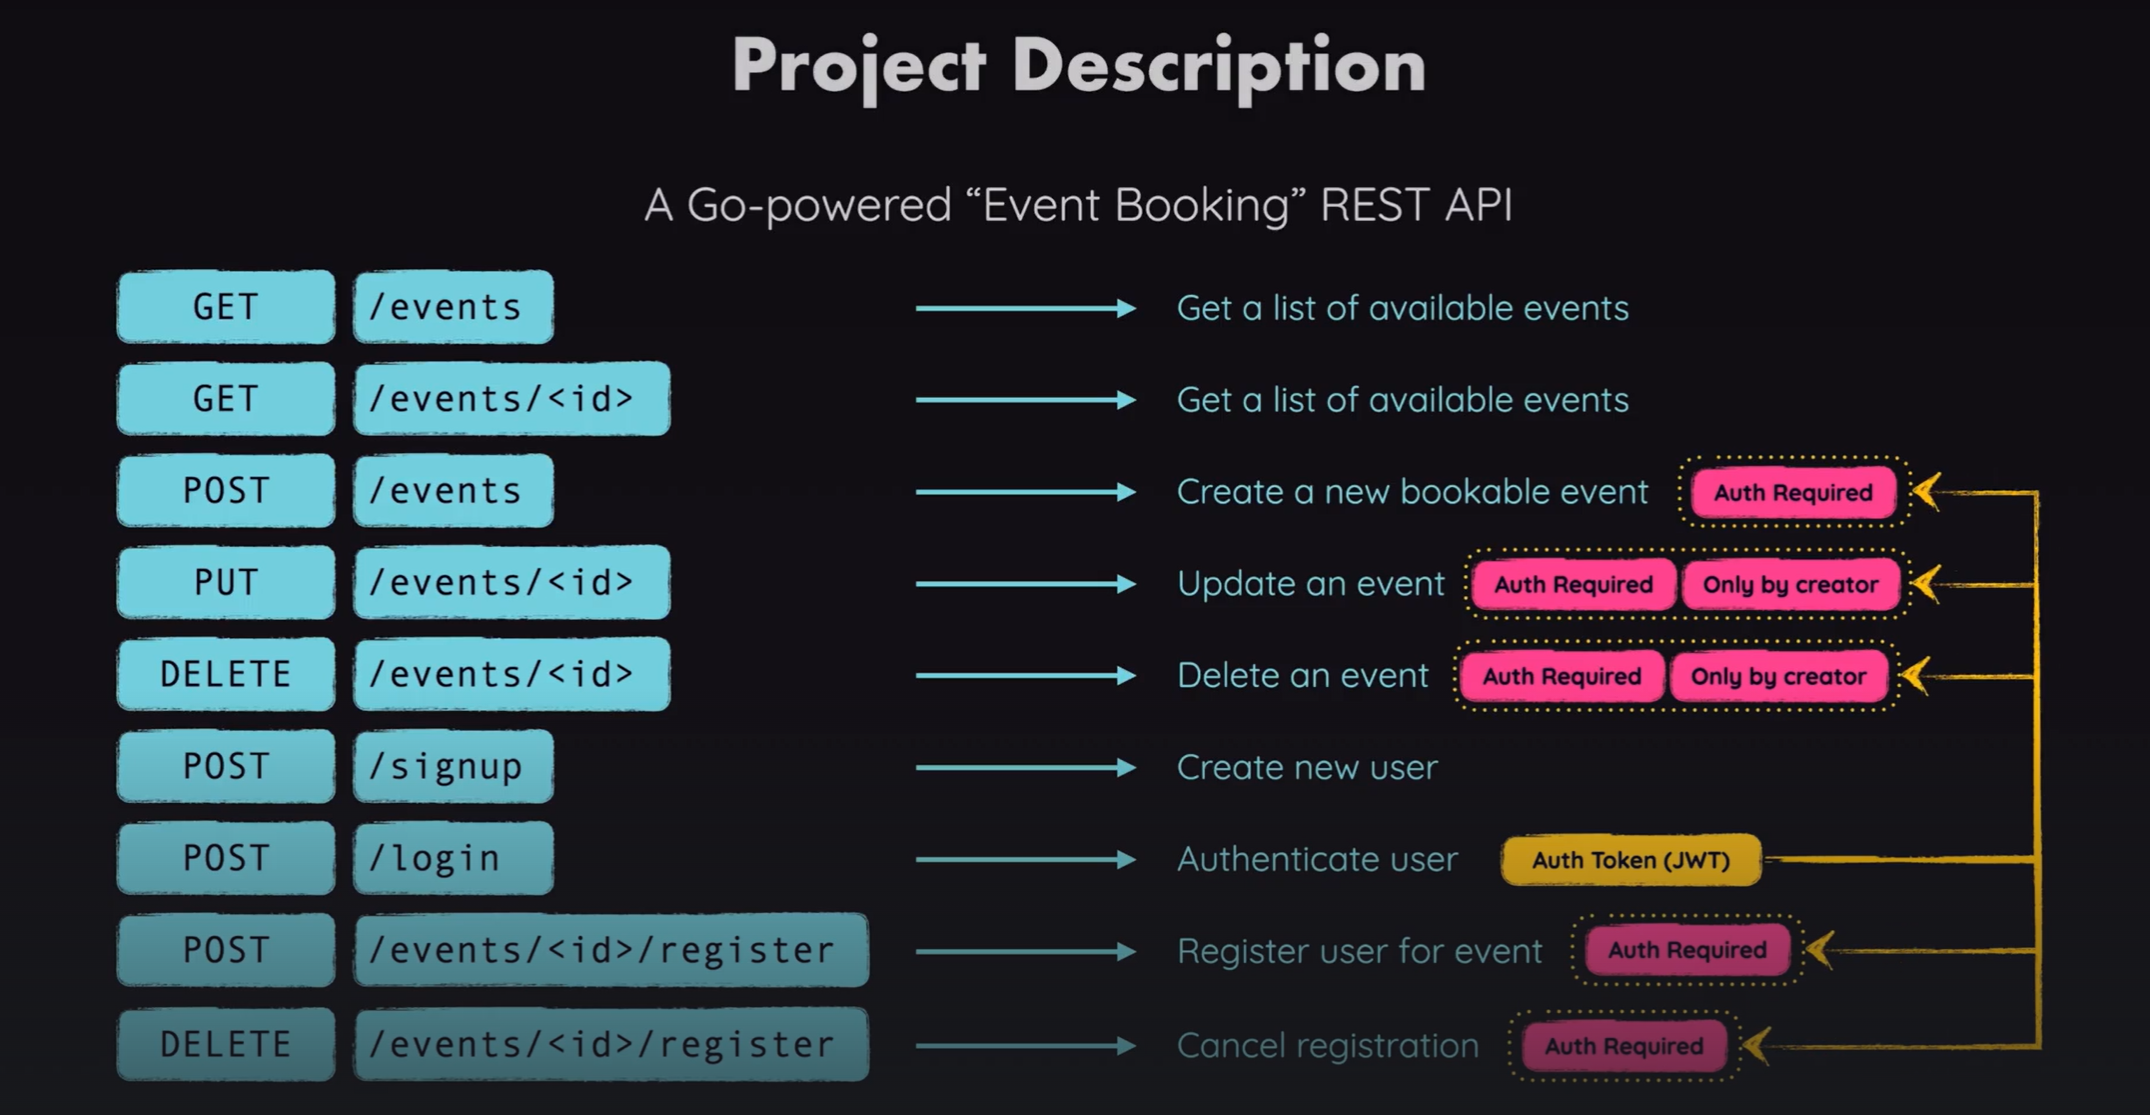 Project Description
A Go-powered “Event Booking” REST API
GET /events Get a list of available events
GET /events/<id> Get a list of available events
POST /events Create a new bookable event Auth Required
PUT /events/<id> Update an event Auth Required Only by creator
DELETE /events/<id> Delete an event Auth Required Only by creator
POST /signup Create new user
POST /login Authenticate user Auth Token (JWT)
POST /events/<id>/register Register user for event Auth Required
DELETE /events/<id>/register Cancel registration Auth Required